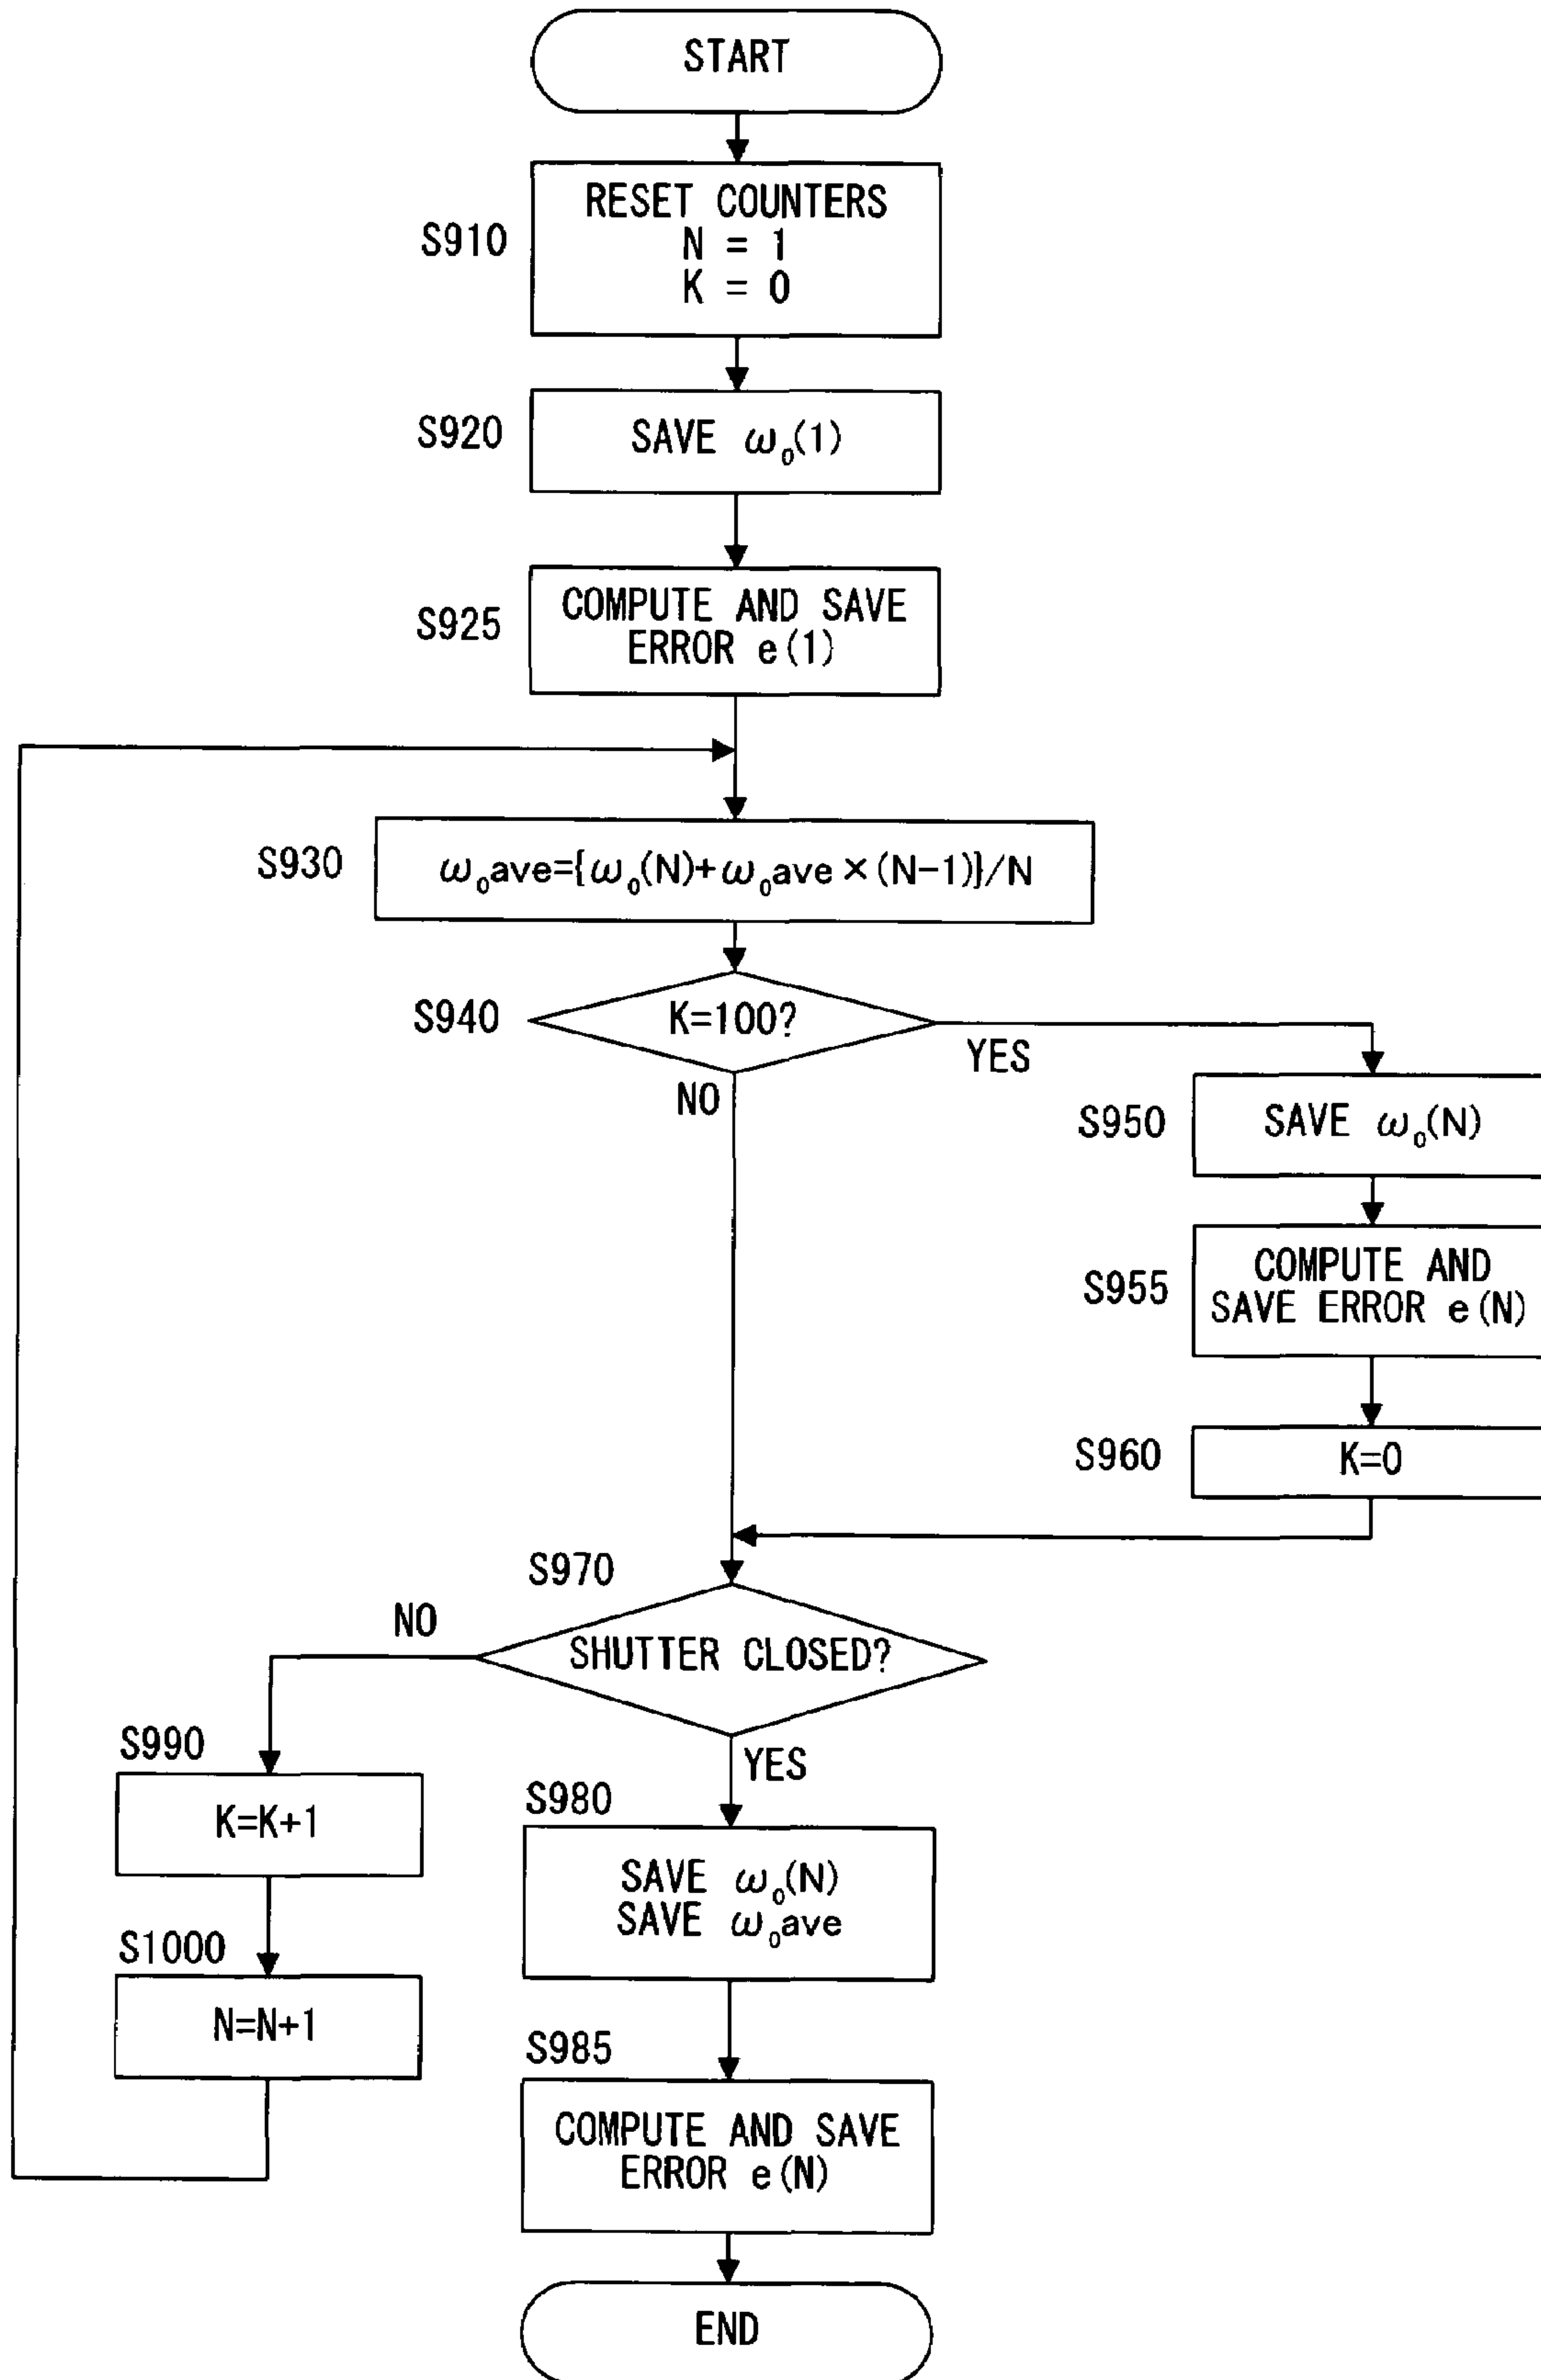 START
RESET COUNTERS
N = 1
K = 0
S910
SAVE ω₀(1)
S920
COMPUTE AND SAVE
ERROR e(1)
S925
S930
ω₀ave={ω₀(N)+ω₀ave×(N-1)}/N
S940
K=100?
YES
NO
S950
SAVE ω₀(N)
S955
COMPUTE AND
SAVE ERROR e(N)
S960
K=0
S970
NO
SHUTTER CLOSED?
YES
S990
K=K+1
S1000
N=N+1
S980
SAVE ω₀(N)
SAVE ω₀ave
S985
COMPUTE AND SAVE
ERROR e(N)
END